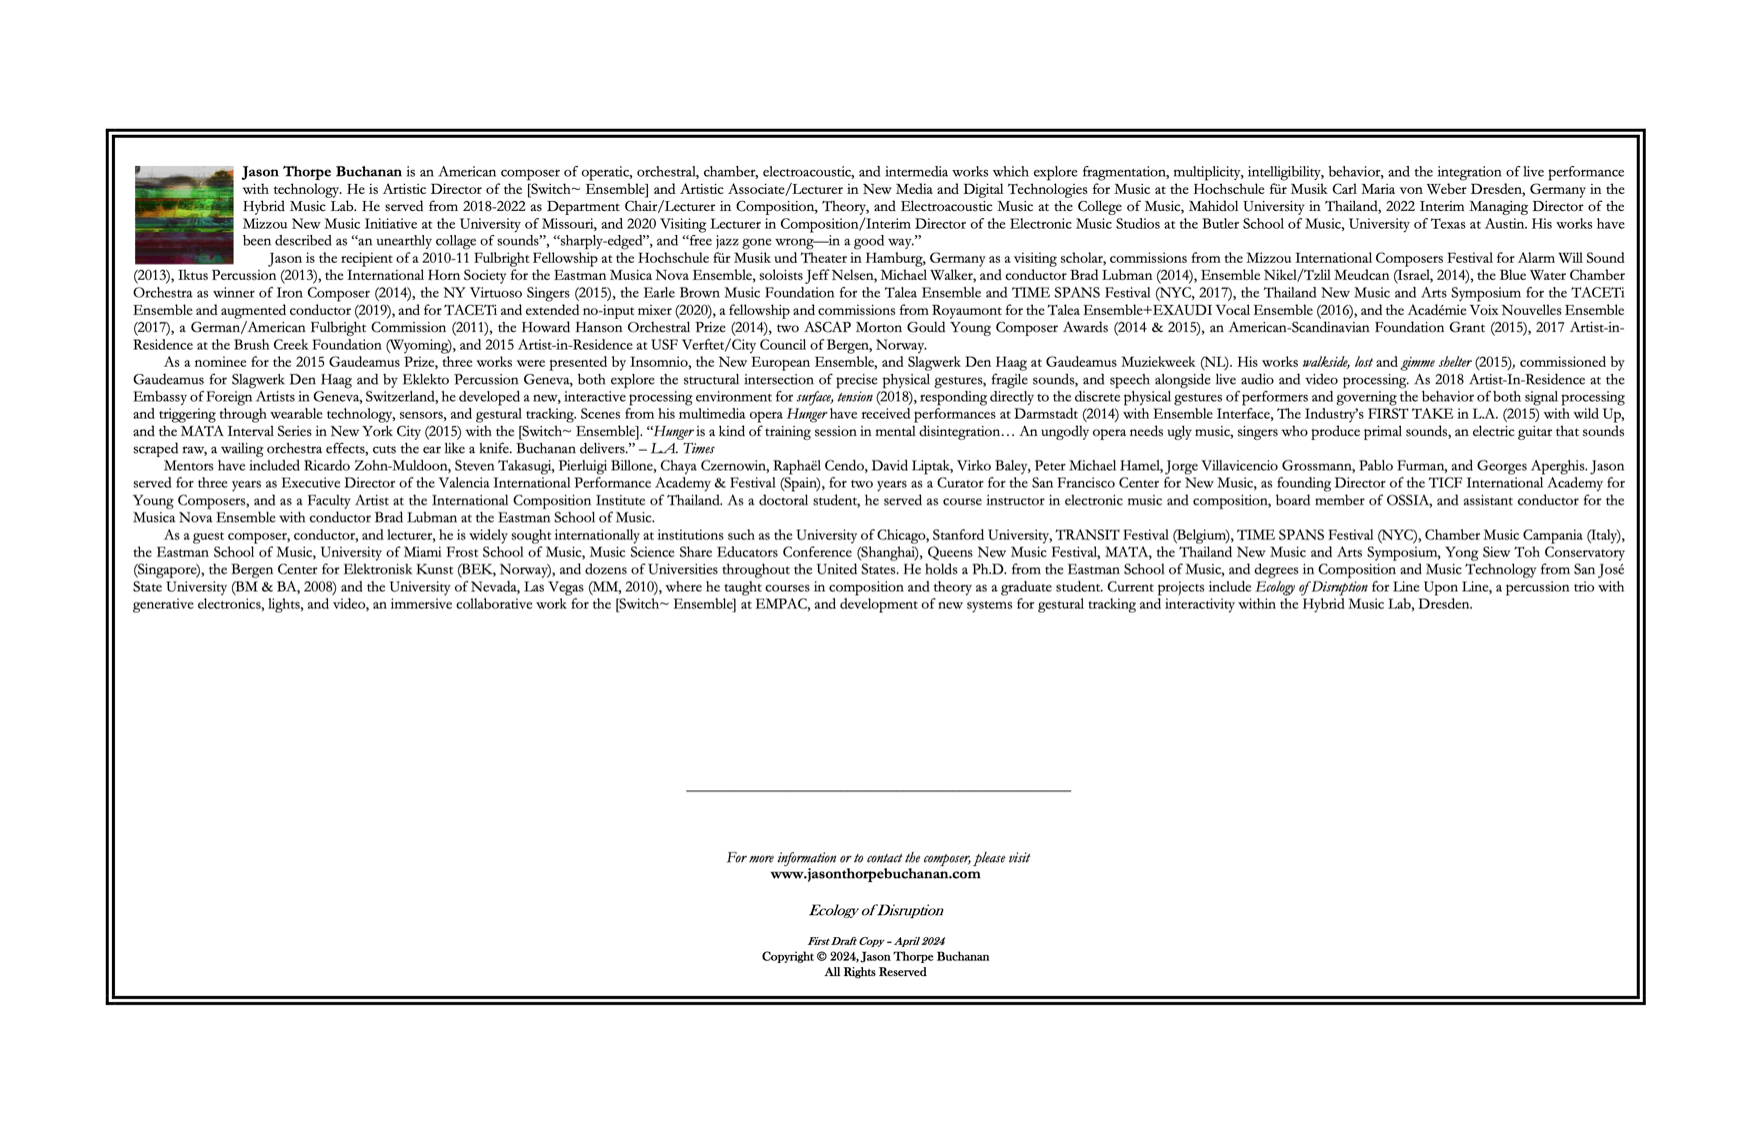 Jason Thorpe Buchanan is an American composer of operatic, orchestral, chamber, electroacoustic, and intermedia works which explore fragmentation, multiplicity, intelligibility, behavior, and the integration of live performance
with technology. He is Artistic Director of the [Switch~ Ensemble] and Artistic Associate/Lecturer in New Media and Digital Technologies for Music at the Hochschule für Musik Carl Maria von Weber Dresden, Germany in the
Hybrid Music Lab. He served from 2018-2022 as Department Chair/Lecturer in Composition, Theory, and Electroacoustic Music at the College of Music, Mahidol University in Thailand, 2022 Interim Managing Director of the
Mizzou New Music Initiative at the University of Missouri, and 2020 Visiting Lecturer in Composition/Interim Director of the Electronic Music Studios at the Butler School of Music, University of Texas at Austin. His works have
been described as “an unearthly collage of sounds”, “sharply-edged”, and “free jazz gone wrong—in a good way.”
Jason is the recipient of a 2010-11 Fulbright Fellowship at the Hochschule für Musik und Theater in Hamburg, Germany as a visiting scholar, commissions from the Mizzou International Composers Festival for Alarm Will Sound
(2013), Iktus Percussion (2013), the International Horn Society for the Eastman Musica Nova Ensemble, soloists Jeff Nelsen, Michael Walker, and conductor Brad Lubman (2014), Ensemble Nikel/Tzlil Meudcan (Israel, 2014), the Blue Water Chamber
Orchestra as winner of Iron Composer (2014), the NY Virtuoso Singers (2015), the Earle Brown Music Foundation for the Talea Ensemble and TIME SPANS Festival (NYC, 2017), the Thailand New Music and Arts Symposium for the TACETi
Ensemble and augmented conductor (2019), and for TACETi and extended no-input mixer (2020), a fellowship and commissions from Royaumont for the Talea Ensemble+EXAUDI Vocal Ensemble (2016), and the Académie Voix Nouvelles Ensemble
(2017), a German/American Fulbright Commission (2011), the Howard Hanson Orchestral Prize (2014), two ASCAP Morton Gould Young Composer Awards (2014 & 2015), an American-Scandinavian Foundation Grant (2015), 2017 Artist-in-
Residence at the Brush Creek Foundation (Wyoming), and 2015 Artist-in-Residence at USF Verftet/City Council of Bergen, Norway.
As a nominee for the 2015 Gaudeamus Prize, three works were presented by Insomnio, the New European Ensemble, and Slagwerk Den Haag at Gaudeamus Muziekweek (NL). His works walkside, lost and gimme shelter (2015), commissioned by
Gaudeamus for Slagwerk Den Haag and by Eklekto Percussion Geneva, both explore the structural intersection of precise physical gestures, fragile sounds, and speech alongside live audio and video processing. As 2018 Artist-In-Residence at the
Embassy of Foreign Artists in Geneva, Switzerland, he developed a new, interactive processing environment for surface, tension (2018), responding directly to the discrete physical gestures of performers and governing the behavior of both signal processing
and triggering through wearable technology, sensors, and gestural tracking. Scenes from his multimedia opera Hunger have received performances at Darmstadt (2014) with Ensemble Interface, The Industry’s FIRST TAKE in L.A. (2015) with wild Up,
and the MATA Interval Series in New York City (2015) with the [Switch~ Ensemble]. “Hunger is a kind of training session in mental disintegration… An ungodly opera needs ugly music, singers who produce primal sounds, an electric guitar that sounds
scraped raw, a wailing orchestra effects, cuts the ear like a knife. Buchanan delivers.” – L.A. Times
Mentors have included Ricardo Zohn-Muldoon, Steven Takasugi, Pierluigi Billone, Chaya Czernowin, Raphaël Cendo, David Liptak, Virko Baley, Peter Michael Hamel, Jorge Villavicencio Grossmann, Pablo Furman, and Georges Aperghis. Jason
served for three years as Executive Director of the Valencia International Performance Academy & Festival (Spain), for two years as a Curator for the San Francisco Center for New Music, as founding Director of the TICF International Academy for
Young Composers, and as a Faculty Artist at the International Composition Institute of Thailand. As a doctoral student, he served as course instructor in electronic music and composition, board member of OSSIA, and assistant conductor for the
Musica Nova Ensemble with conductor Brad Lubman at the Eastman School of Music.
As a guest composer, conductor, and lecturer, he is widely sought internationally at institutions such as the University of Chicago, Stanford University, TRANSIT Festival (Belgium), TIME SPANS Festival (NYC), Chamber Music Campania (Italy),
the Eastman School of Music, University of Miami Frost School of Music, Music Science Share Educators Conference (Shanghai), Queens New Music Festival, MATA, the Thailand New Music and Arts Symposium, Yong Siew Toh Conservatory
(Singapore), the Bergen Center for Elektronisk Kunst (BEK, Norway), and dozens of Universities throughout the United States. He holds a Ph.D. from the Eastman School of Music, and degrees in Composition and Music Technology from San José
State University (BM & BA, 2008) and the University of Nevada, Las Vegas (MM, 2010), where he taught courses in composition and theory as a graduate student. Current projects include Ecology of Disruption for Line Upon Line, a percussion trio with
generative electronics, lights, and video, an immersive collaborative work for the [Switch~ Ensemble] at EMPAC, and development of new systems for gestural tracking and interactivity within the Hybrid Music Lab, Dresden.
For more information or to contact the composer, please visit
www.jasonthorpebuchanan.com
Ecology of Disruption
First Draft Copy – April 2024
Copyright © 2024, Jason Thorpe Buchanan
All Rights Reserved